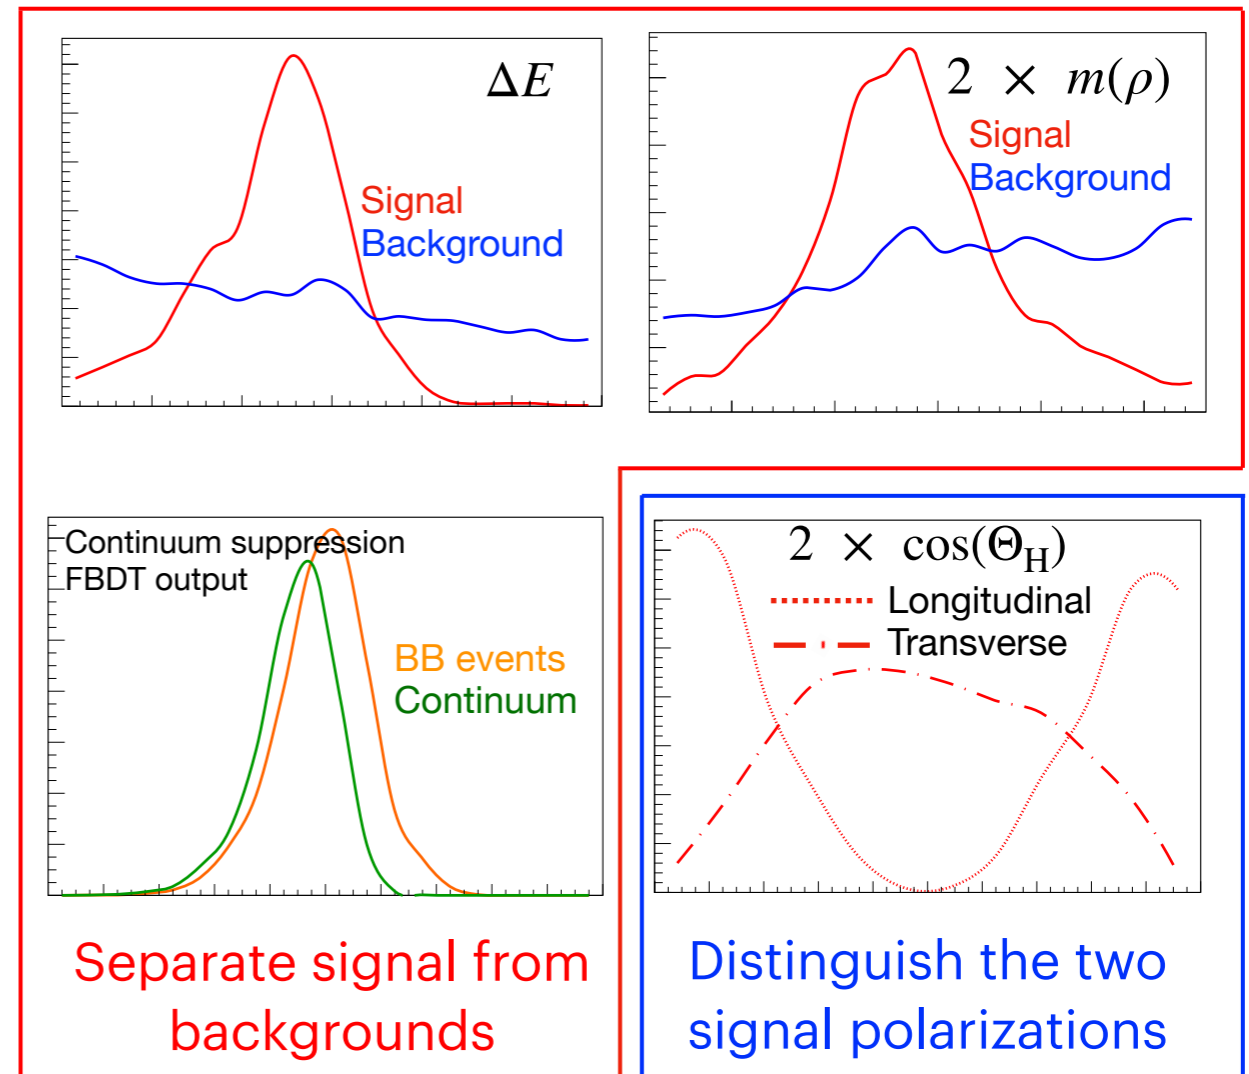 ΔE
Signal
Background
2 × m(ρ)
Signal
Background
Continuum suppression
FBDT output
BB events
Continuum
2 × cos(Θ_H)
Longitudinal
Transverse
Separate signal from
backgrounds
Distinguish the two
signal polarizations